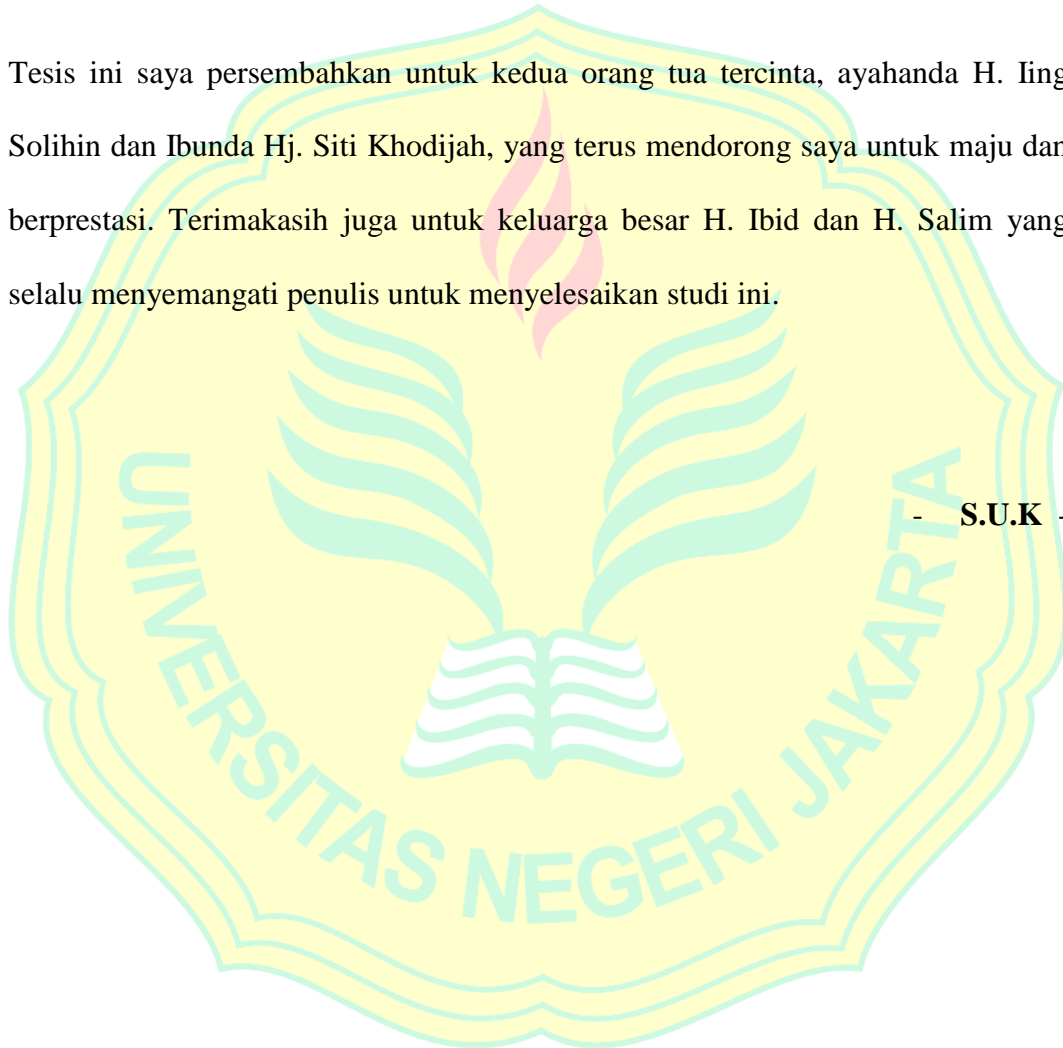 Tesis ini saya persembahkan untuk kedua orang tua tercinta, ayahanda H. Iing
Solihin dan Ibunda Hj. Siti Khodijah, yang terus mendorong saya untuk maju dan
berprestasi. Terimakasih juga untuk keluarga besar H. Ibid dan H. Salim yang
selalu menyemangati penulis untuk menyelesaikan studi ini.
- S.U.K -
UNIVERSITAS NEGERI JAKARTA